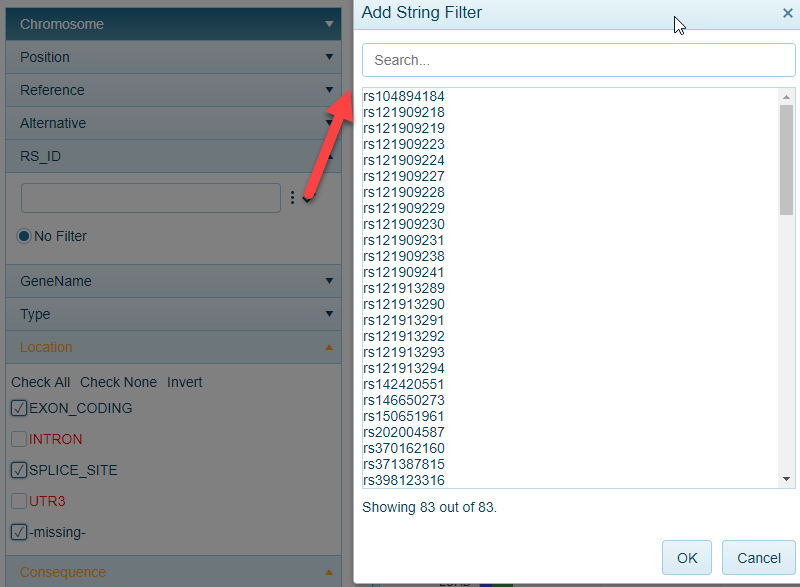 Chromosome
Position
Reference
Alternative
RS_ID
No Filter
GeneName
Type
Location
Check All Check None Invert
EXON_CODING
INTRON
SPLICE_SITE
UTR3
-missing-
Consequence
Add String Filter
Search...
rs104894184
rs121909218
rs121909219
rs121909223
rs121909224
rs121909227
rs121909228
rs121909229
rs121909230
rs121909231
rs121909238
rs121909241
rs121913289
rs121913290
rs121913291
rs121913292
rs121913293
rs121913294
rs142420551
rs146650273
rs150651961
rs202004587
rs370162160
rs371387815
rs398123316
Showing 83 out of 83.
OK Cancel